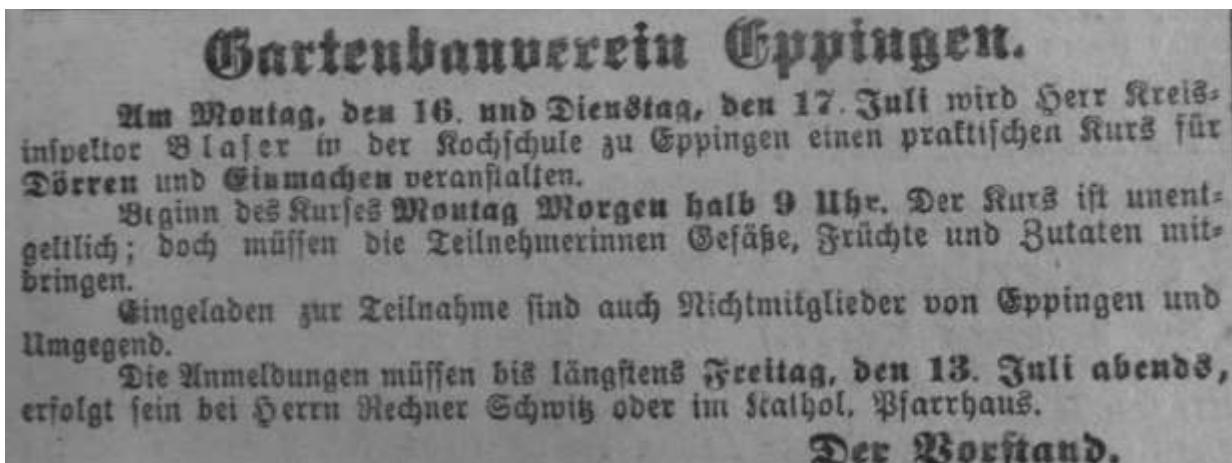 Gartenbauverein Eppingen.
Am Montag, den 16. und Dienstag, den 17. Juli wird Herr Kreis-
inspektor Blaser in der Kochschule zu Eppingen einen praktischen Kurs für
Dörren und Einmachen veranstalten.
Beginn des Kurses Montag Morgen halb 9 Uhr. Der Kurs ist unent-
geltlich; doch müssen die Teilnehmerinnen Gefäße, Früchte und Zutaten mit-
bringen.
Eingeladen zur Teilnahme sind auch Nichtmitglieder von Eppingen und
Umgegend.
Die Anmeldungen müssen bis längstens Freitag, den 13. Juli abends,
erfolgt sein bei Herrn Rechner Schwitz oder im Kathol. Pfarrhaus.
Der Vorstand.